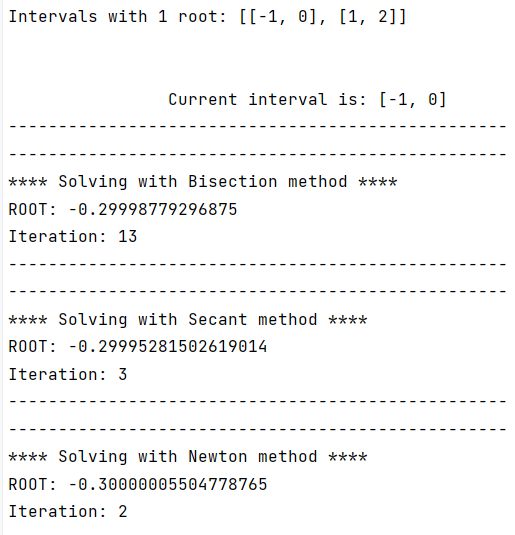 Intervals with 1 root: [[-1, 0], [1, 2]]
Current interval is: [-1, 0]
--------------------------------------------------
--------------------------------------------------
**** Solving with Bisection method ****
ROOT: -0.29998779296875
Iteration: 13
--------------------------------------------------
--------------------------------------------------
**** Solving with Secant method ****
ROOT: -0.29995281502619014
Iteration: 3
--------------------------------------------------
--------------------------------------------------
**** Solving with Newton method ****
ROOT: -0.30000005504778765
Iteration: 2